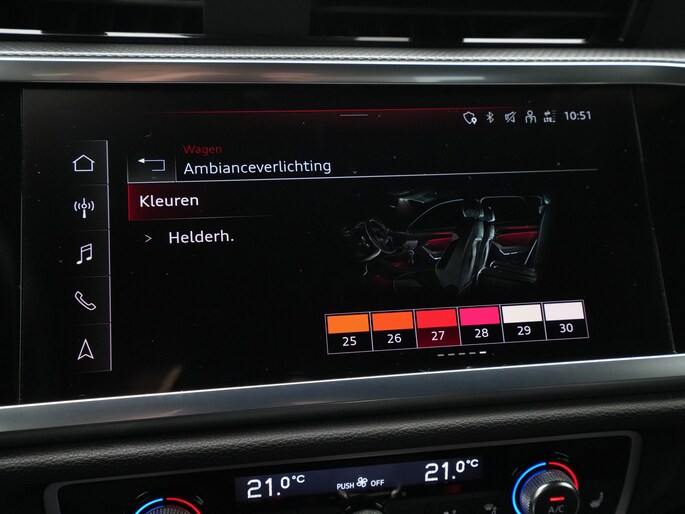 10:51
Wagen
Ambianceverlichting
Kleuren
> Helderh.
25 26 27 28 29 30
21.0°C PUSH OFF 21.0°C
A/C